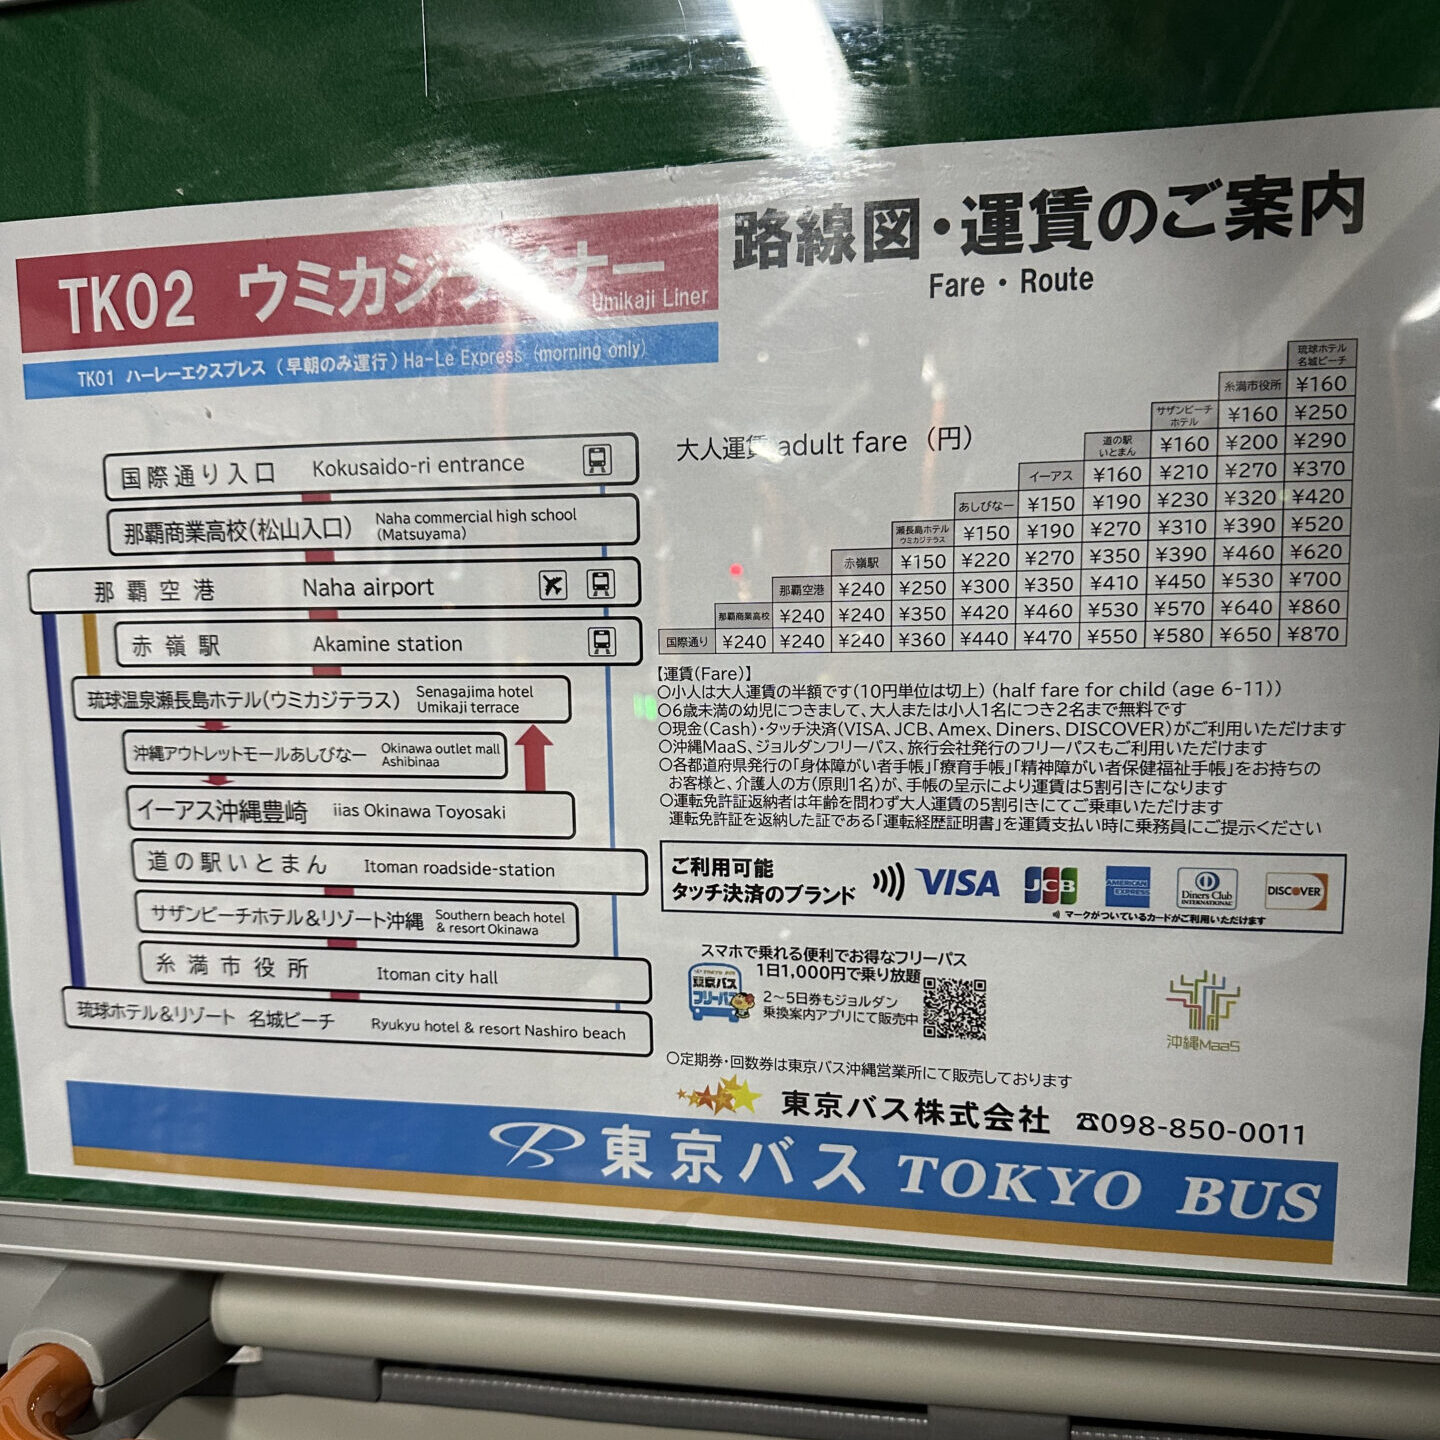 TK02 ウミカジライナー
Umikaji Liner
TK01 ハーレーエクスプレス (早朝のみ運行) Ha-Le Express (morning only)
路線図・運賃のご案内
Fare・Route
国際通り入口 Kokusaido-ri entrance
那覇商業高校(松山入口) Naha commercial high school
(Matsuyama)
那覇空港 Naha airport
赤嶺駅 Akamine station
琉球温泉瀬長島ホテル(ウミカジテラス) Senagajima hotel
Umikaji terrace
沖縄アウトレットモールあしびなー Okinawa outlet mall
Ashibinaa
イーアス沖縄豊崎 iias Okinawa Toyosaki
道の駅いとまん Itoman roadside-station
サザンビーチホテル&リゾート沖縄 Southern beach hotel
& resort Okinawa
糸満市役所 Itoman city hall
琉球ホテル&リゾート 名城ビーチ Ryukyu hotel & resort Nashiro beach
大人運賃 adult fare (円)
琉球ホテル
名城ビーチ
糸満市役所 ¥160
サザンビーチ
ホテル ¥160 ¥250
道の駅
いとまん ¥160 ¥200 ¥290
イーアス ¥160 ¥210 ¥270 ¥370
あしびなー ¥150 ¥190 ¥230 ¥320 ¥420
瀬長島ホテル
ウミカジテラス ¥150 ¥190 ¥270 ¥310 ¥390 ¥520
赤嶺駅 ¥150 ¥220 ¥270 ¥350 ¥390 ¥460 ¥620
那覇空港 ¥240 ¥250 ¥300 ¥350 ¥410 ¥450 ¥530 ¥700
那覇商業高校 ¥240 ¥240 ¥350 ¥420 ¥460 ¥530 ¥570 ¥640 ¥860
国際通り ¥240 ¥240 ¥240 ¥360 ¥440 ¥470 ¥550 ¥580 ¥650 ¥870
【運賃(Fare)】
○小人は大人運賃の半額です(10円単位は切上) (half fare for child (age 6-11))
○6歳未満の幼児につきまして、大人または小人1名につき2名まで無料です
○現金(Cash)・タッチ決済(VISA、JCB、Amex、Diners、DISCOVER)がご利用いただけます
○沖縄MaaS、ジョルダンフリーパス、旅行会社発行のフリーパスもご利用いただけます
○各都道府県発行の「身体障がい者手帳」「療育手帳」「精神障がい者保健福祉手帳」をお持ちの
お客様と、介護人の方(原則1名)が、手帳の呈示により運賃は5割引きになります
○運転免許証返納者は年齢を問わず大人運賃の5割引きにてご乗車いただけます
運転免許証を返納した証である「運転経歴証明書」を運賃支払い時に乗務員にご提示ください
ご利用可能
タッチ決済のブランド
VISA
JCB
AMERICAN EXPRESS
Diners Club
INTERNATIONAL
DISCOVER
マークがついているカードがご利用いただけます
スマホで乗れる便利でお得なフリーパス
1日1,000円で乗り放題
TOKYO BUS
東京バス
フリーパス
2〜5日券もジョルダン
乗換案内アプリにて販売中
沖縄MaaS
○定期券・回数券は東京バス沖縄営業所にて販売しております
東京バス株式会社 ☎098-850-0011
東京バス TOKYO BUS